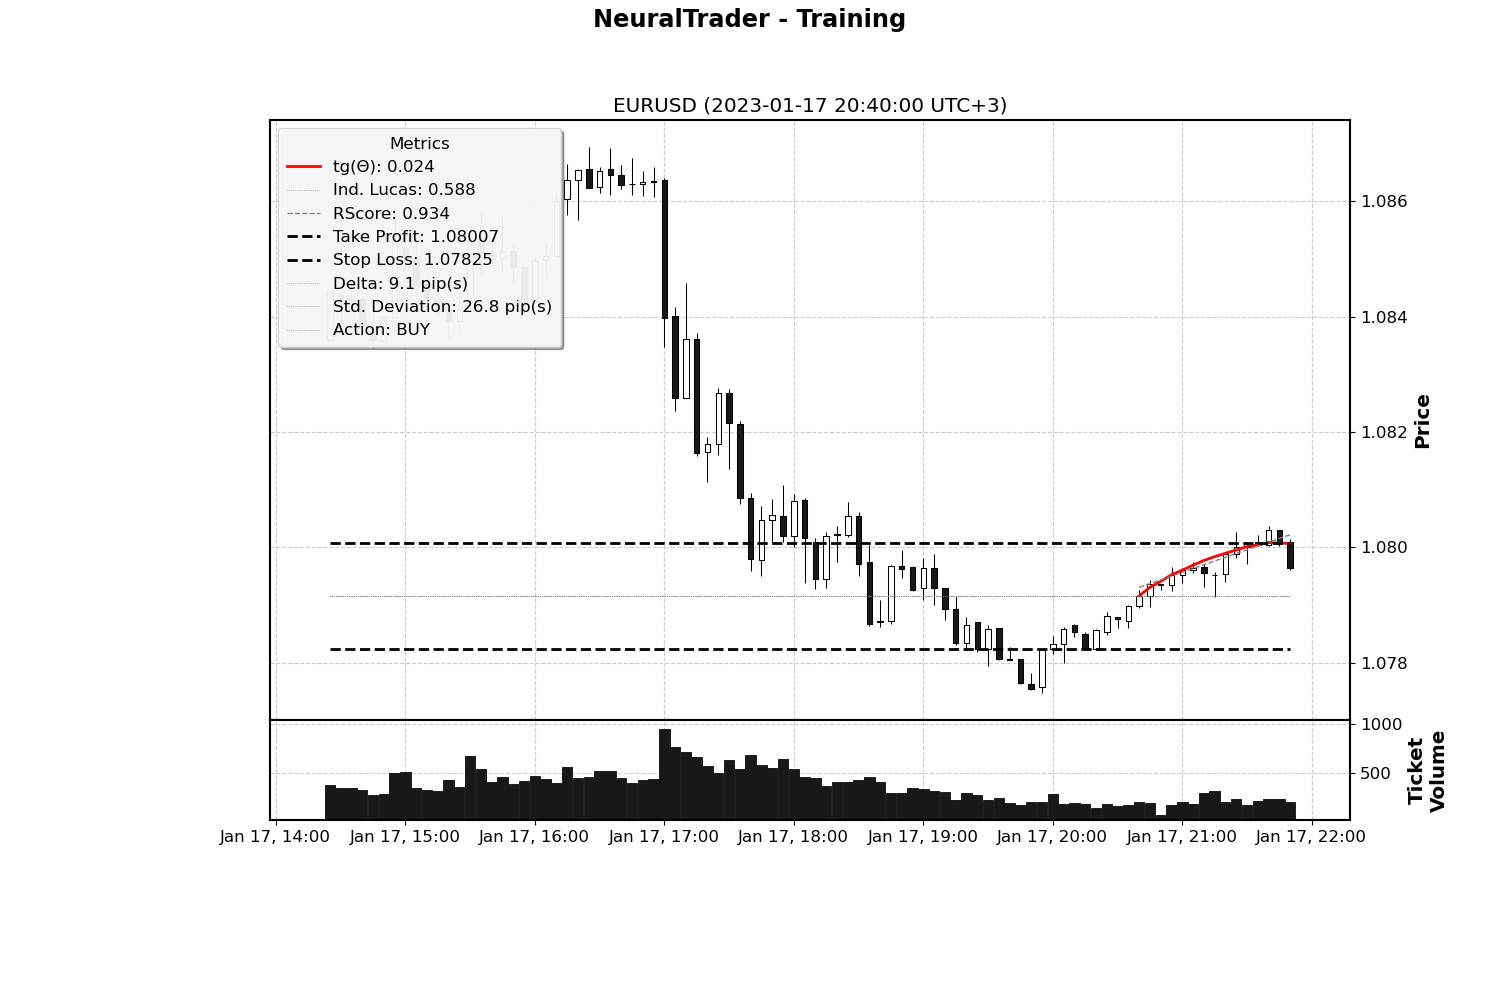 NeuralTrader - Training
EURUSD (2023-01-17 20:40:00 UTC+3)
Metrics
tg(Θ): 0.024
Ind. Lucas: 0.588
RScore: 0.934
Take Profit: 1.08007
Stop Loss: 1.07825
Delta: 9.1 pip(s)
Std. Deviation: 26.8 pip(s)
Action: BUY
1.086
1.084
1.082
1.080
1.078
Price
1000
500
Ticket
Volume
Jan 17, 14:00 Jan 17, 15:00 Jan 17, 16:00 Jan 17, 17:00 Jan 17, 18:00 Jan 17, 19:00 Jan 17, 20:00 Jan 17, 21:00 Jan 17, 22:00